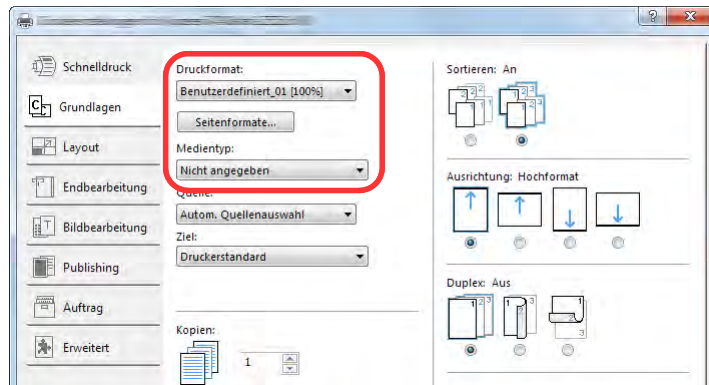 Schnelldruck
Grundlagen
Layout
Endbearbeitung
Bildbearbeitung
Publishing
Auftrag
Erweitert
Druckformat:
Benutzerdefiniert_01 [100%]
Seitenformate...
Medientyp:
Nicht angegeben
Quelle:
Autom. Quellenauswahl
Ziel:
Druckerstandard
Kopien:
1
Sortieren: An
Ausrichtung: Hochformat
Duplex: Aus